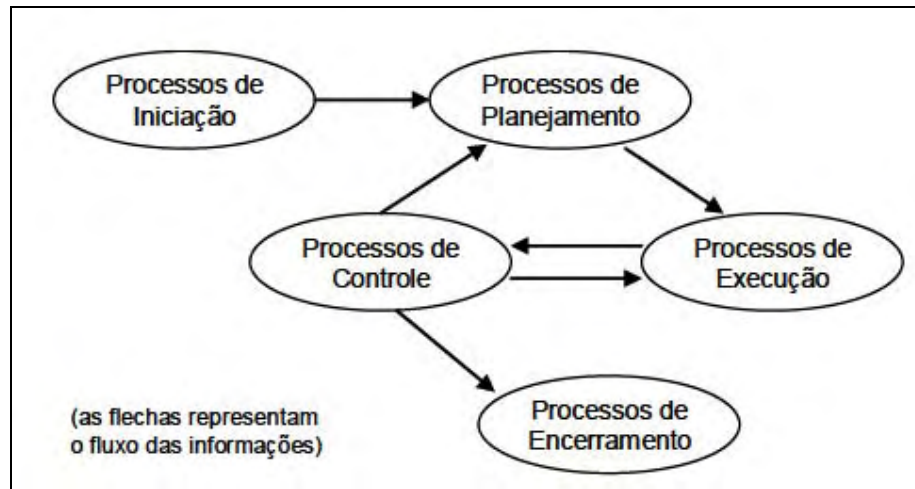 Processos de
Iniciação
Processos de
Planejamento
Processos de
Controle
Processos de
Execução
Processos de
Encerramento
(as flechas representam
o fluxo das informações)